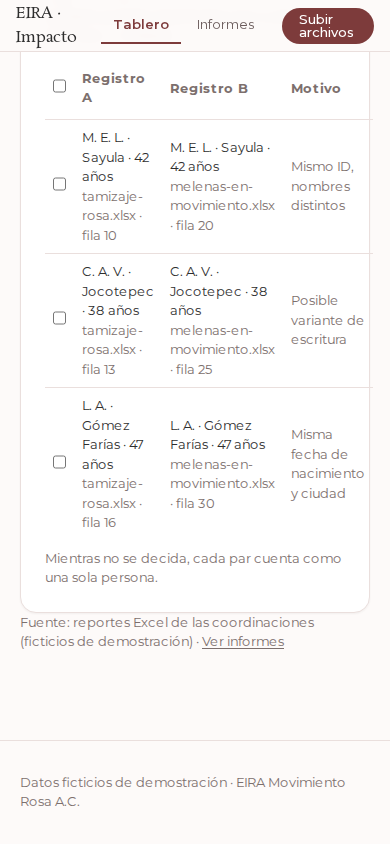 EIRA ·
Impacto
Tablero
Informes
Subir
archivos
Registro
A
Registro B
Motivo
M. E. L. ·
Sayula · 42
años
tamizaje-
rosa.xlsx ·
fila 10
M. E. L. · Sayula ·
42 años
melenas-en-
movimiento.xlsx
· fila 20
Mismo ID,
nombres
distintos
C. A. V. ·
Jocotepec
· 38 años
tamizaje-
rosa.xlsx ·
fila 13
C. A. V. ·
Jocotepec · 38
años
melenas-en-
movimiento.xlsx
· fila 25
Posible
variante de
escritura
L. A. ·
Gómez
Farías · 47
años
tamizaje-
rosa.xlsx ·
fila 16
L. A. · Gómez
Farías · 47 años
melenas-en-
movimiento.xlsx
· fila 30
Misma
fecha de
nacimiento
y ciudad
Mientras no se decida, cada par cuenta como
una sola persona.
Fuente: reportes Excel de las coordinaciones
(ficticios de demostración) · Ver informes
Datos ficticios de demostración · EIRA Movimiento
Rosa A.C.